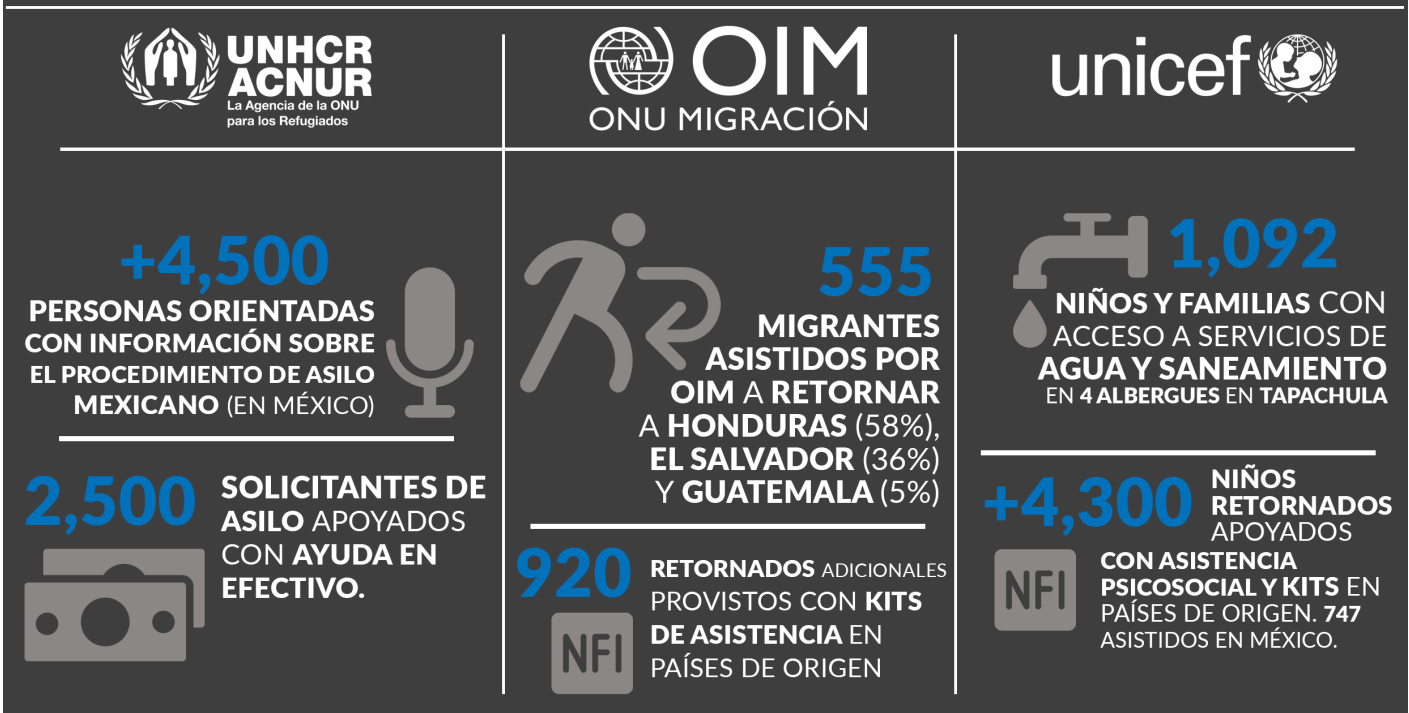 UNHCR
ACNUR
La Agencia de la ONU
para los Refugiados
+4,500
PERSONAS ORIENTADAS
CON INFORMACIÓN SOBRE
EL PROCEDIMIENTO DE ASILO
MEXICANO (EN MÉXICO)
2,500
SOLICITANTES DE
ASILO APOYADOS
CON AYUDA EN
EFECTIVO.
OIM
ONU MIGRACIÓN
555
MIGRANTES
ASISTIDOS POR
OIM A RETORNAR
A HONDURAS (58%),
EL SALVADOR (36%)
Y GUATEMALA (5%)
920
RETORNADOS ADICIONALES
PROVISTOS CON KITS
DE ASISTENCIA EN
PAÍSES DE ORIGEN
NFI
unicef
1,092
NIÑOS Y FAMILIAS CON
ACCESO A SERVICIOS DE
AGUA Y SANEAMIENTO
EN 4 ALBERGUES EN TAPACHULA
+4,300
NIÑOS
RETORNADOS
APOYADOS
CON ASISTENCIA
PSICOSOCIAL Y KITS EN
PAÍSES DE ORIGEN. 747
ASISTIDOS EN MÉXICO.
NFI